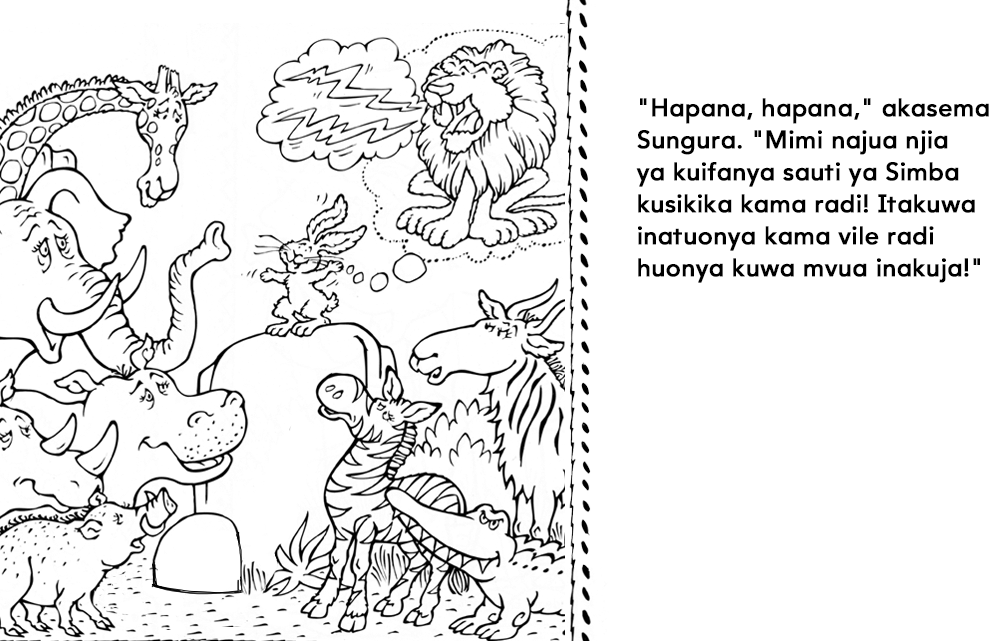 "Hapana, hapana," akasema
Sungura. "Mimi najua njia
ya kuifanya sauti ya Simba
kusikika kama radi! Itakuwa
inatuonya kama vile radi
huonya kuwa mvua inakuja!"